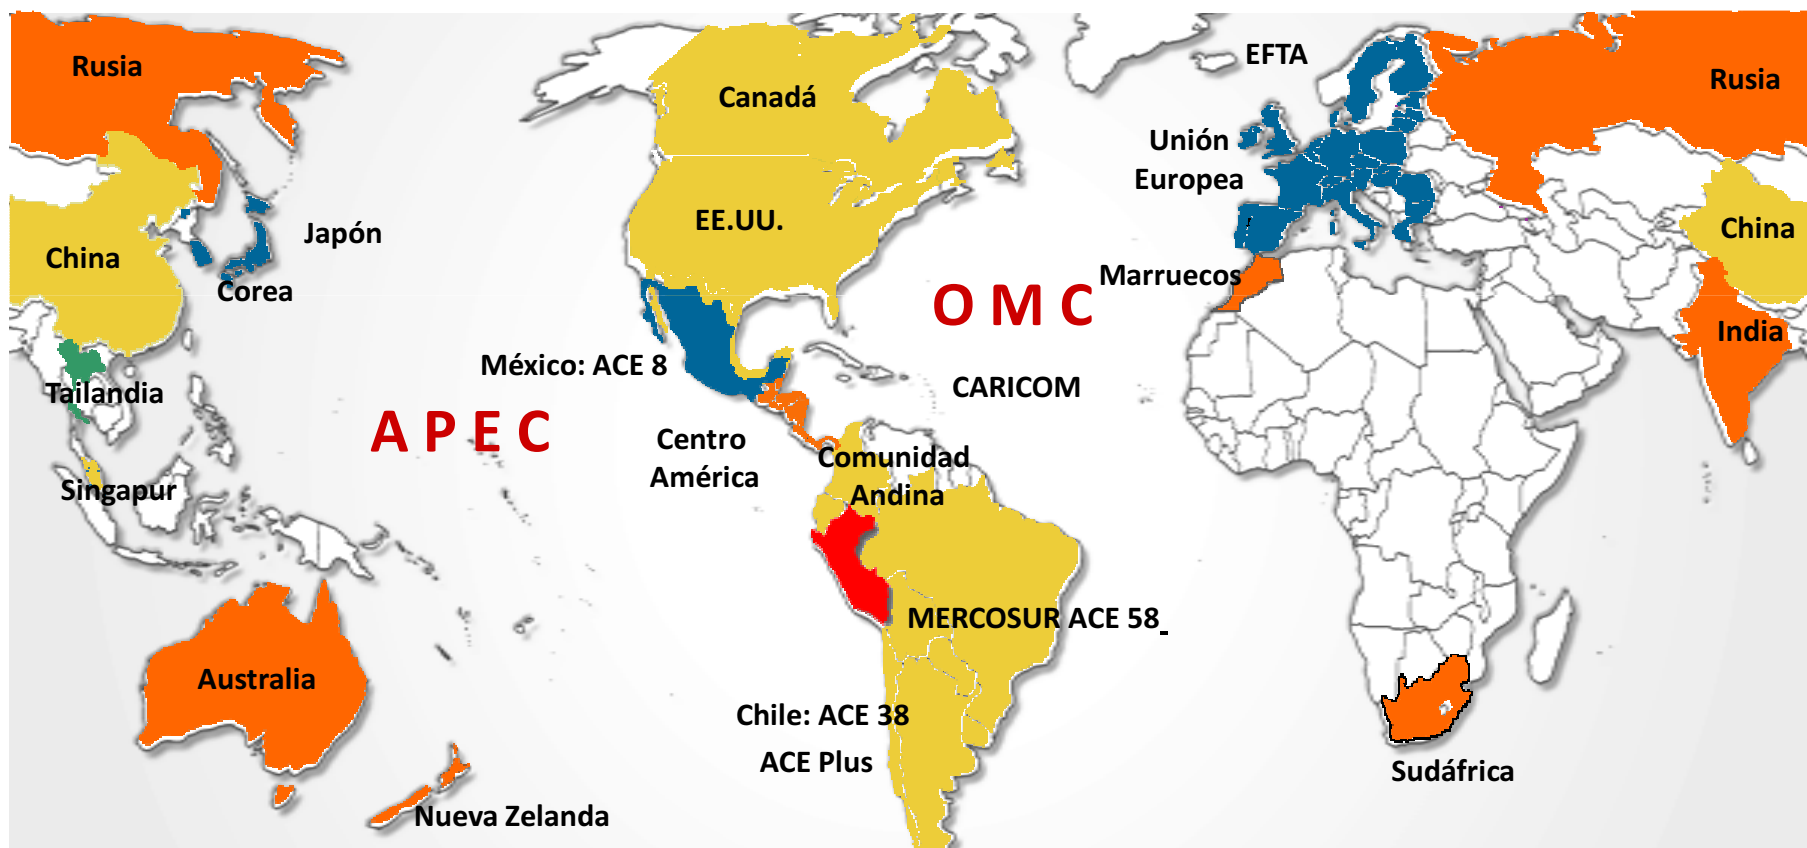 Rusia
Canadá
EFTA
Rusia
Unión
Europea
Japón
EE.UU.
China
China
Corea
Marruecos
O M C
India
México: ACE 8
Tailandia
CARICOM
A P E C
Centro
América
Comunidad
Andina
Singapur
MERCOSUR ACE 58
Australia
Chile: ACE 38
ACE Plus
Sudáfrica
Nueva Zelanda